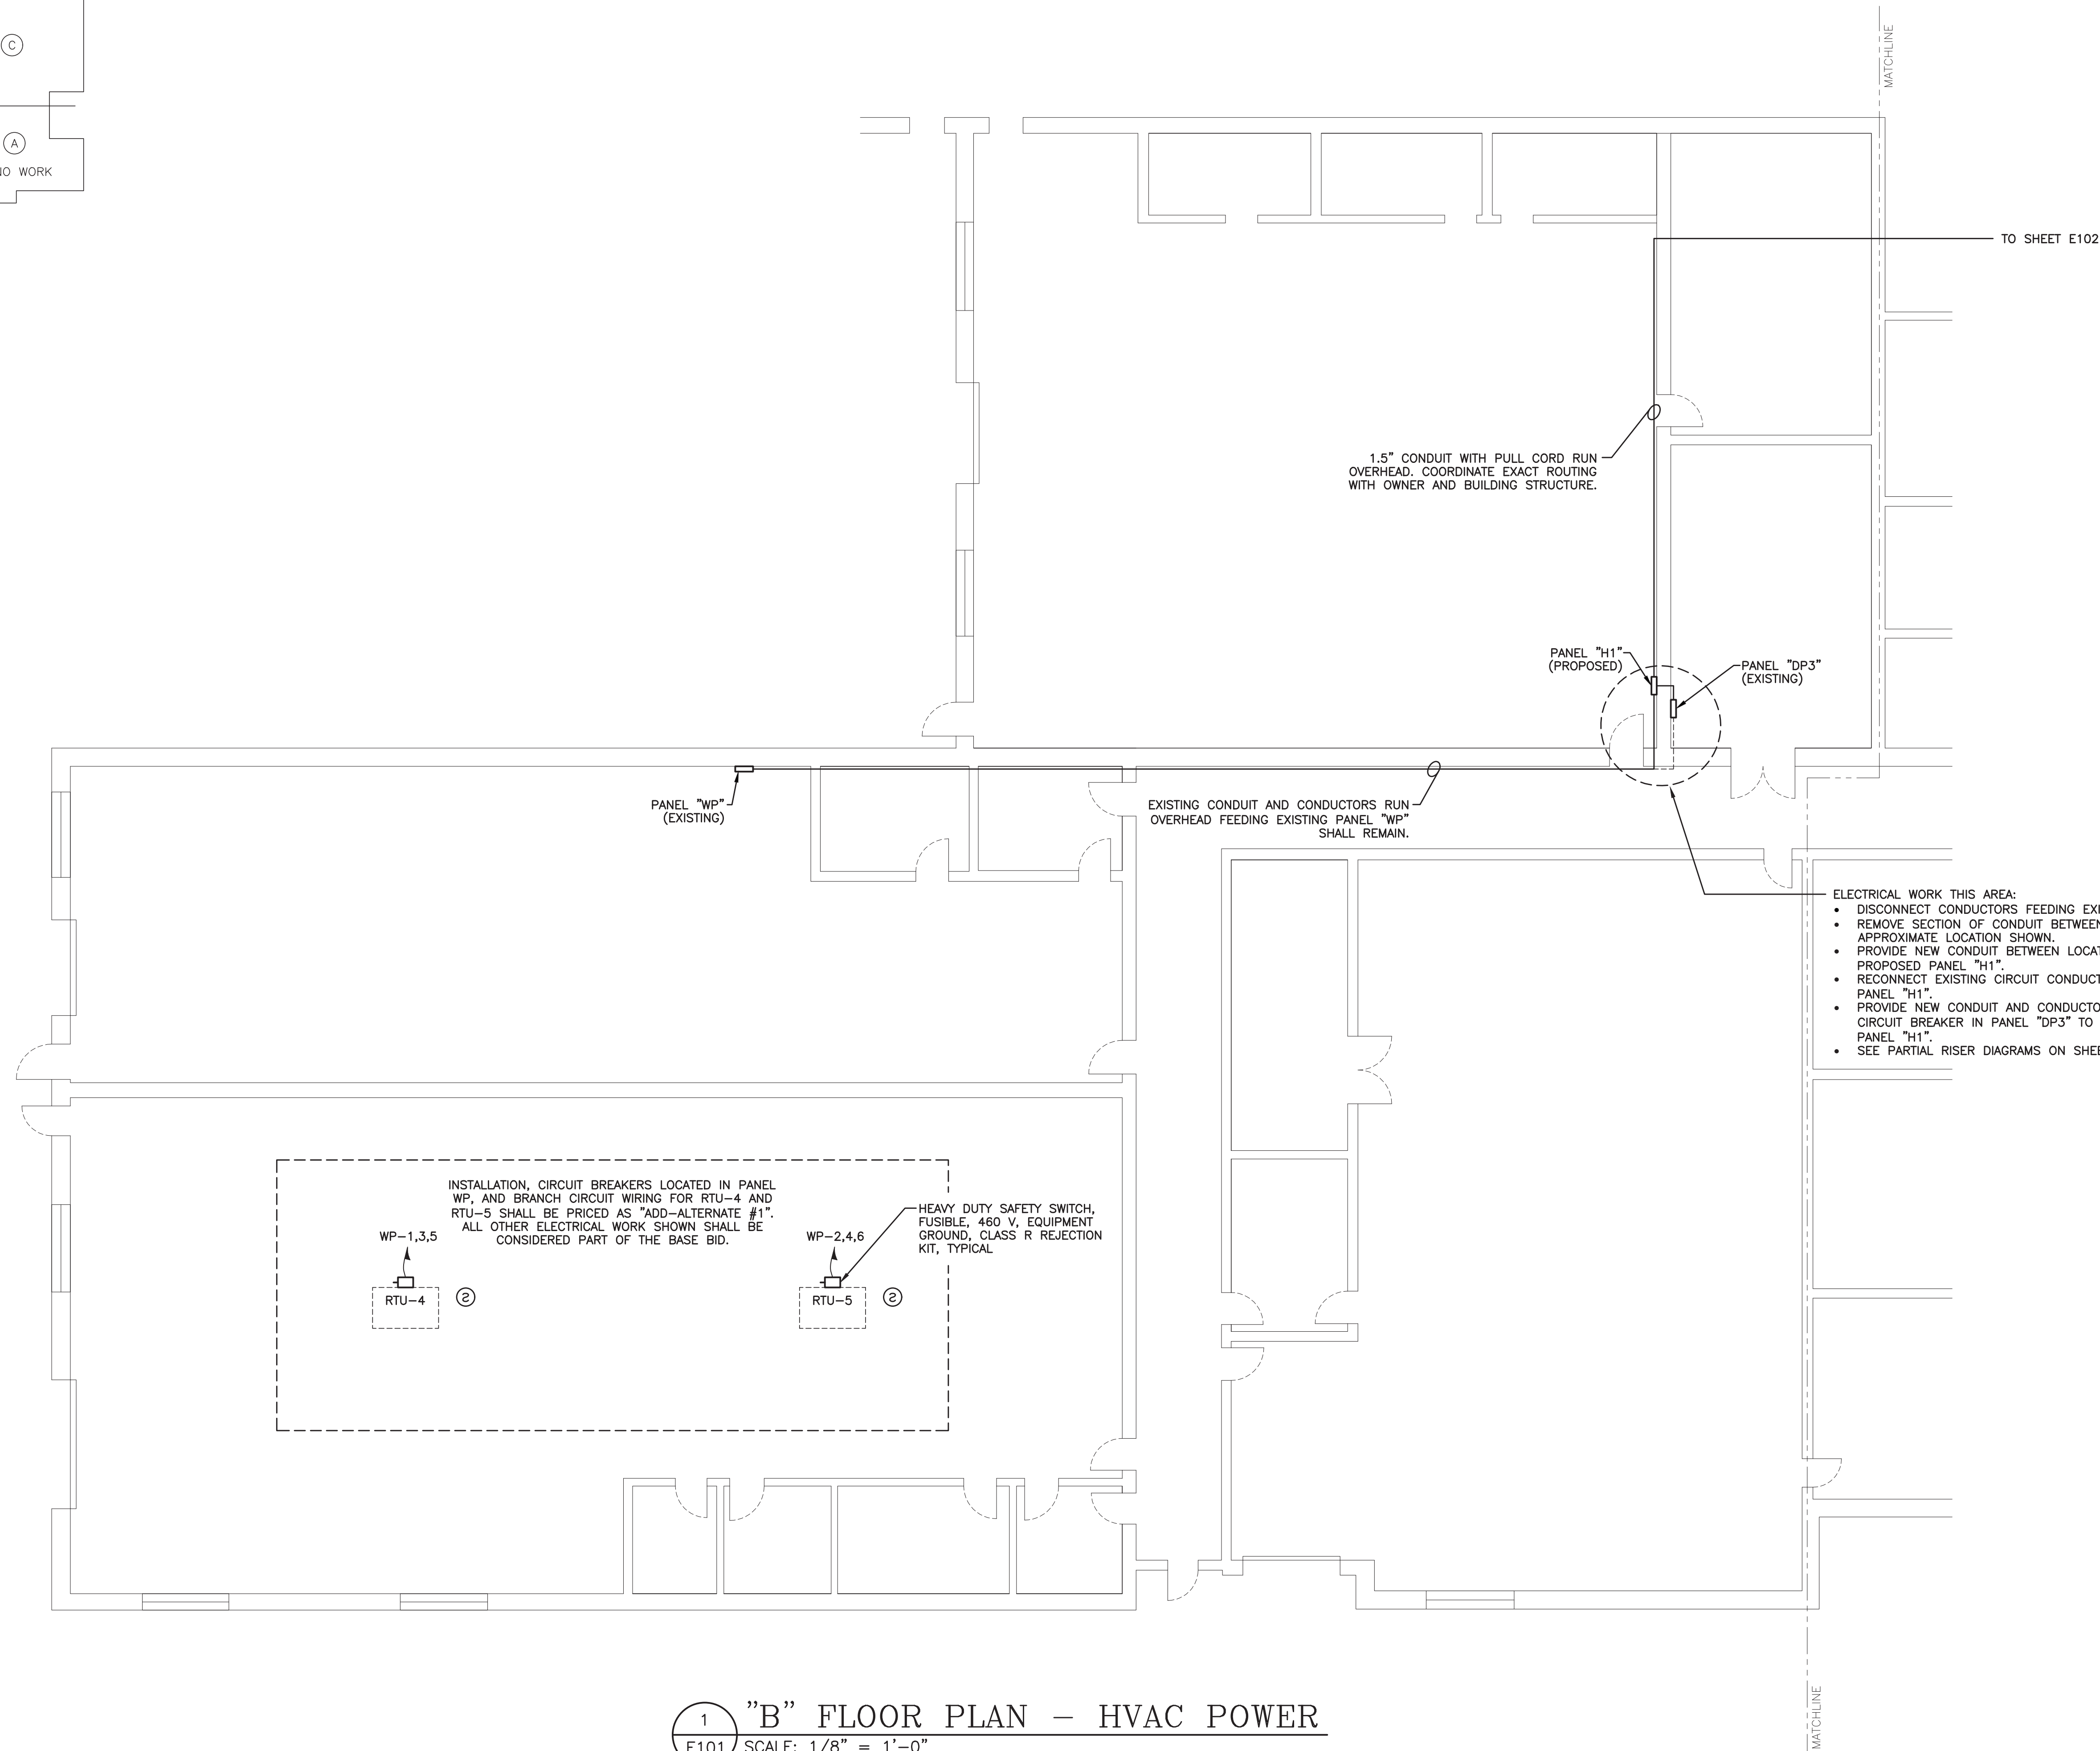 C
A
NO WORK
MATCHLINE
TO SHEET E102
1.5" CONDUIT WITH PULL CORD RUN
OVERHEAD. COORDINATE EXACT ROUTING
WITH OWNER AND BUILDING STRUCTURE.
PANEL "H1"
(PROPOSED)
PANEL "DP3"
(EXISTING)
PANEL "WP"
(EXISTING)
EXISTING CONDUIT AND CONDUCTORS RUN
OVERHEAD FEEDING EXISTING PANEL "WP"
SHALL REMAIN.
ELECTRICAL WORK THIS AREA:
• DISCONNECT CONDUCTORS FEEDING
• REMOVE SECTION OF CONDUIT BETWEEN
APPROXIMATE LOCATION SHOWN.
• PROVIDE NEW CONDUIT BETWEEN
PROPOSED PANEL "H1".
• RECONNECT EXISTING CIRCUIT
PANEL "H1".
• PROVIDE NEW CONDUIT AND
CIRCUIT BREAKER IN PANEL "DP3" TO
PANEL "H1".
• SEE PARTIAL RISER DIAGRAMS ON
INSTALLATION, CIRCUIT BREAKERS LOCATED IN PANEL
WP, AND BRANCH CIRCUIT WIRING FOR RTU-4 AND
RTU-5 SHALL BE PRICED AS "ADD-ALTERNATE #1".
ALL OTHER ELECTRICAL WORK SHOWN SHALL BE
CONSIDERED PART OF THE BASE BID.
HEAVY DUTY SAFETY SWITCH,
FUSIBLE, 460 V, EQUIPMENT
GROUND, CLASS R REJECTION
KIT, TYPICAL
WP-1,3,5
WP-2,4,6
RTU-4
2
RTU-5
2
MATCHLINE
1
"B" FLOOR PLAN - HVAC POWER
E101
SCALE: 1/8" = 1'-0"